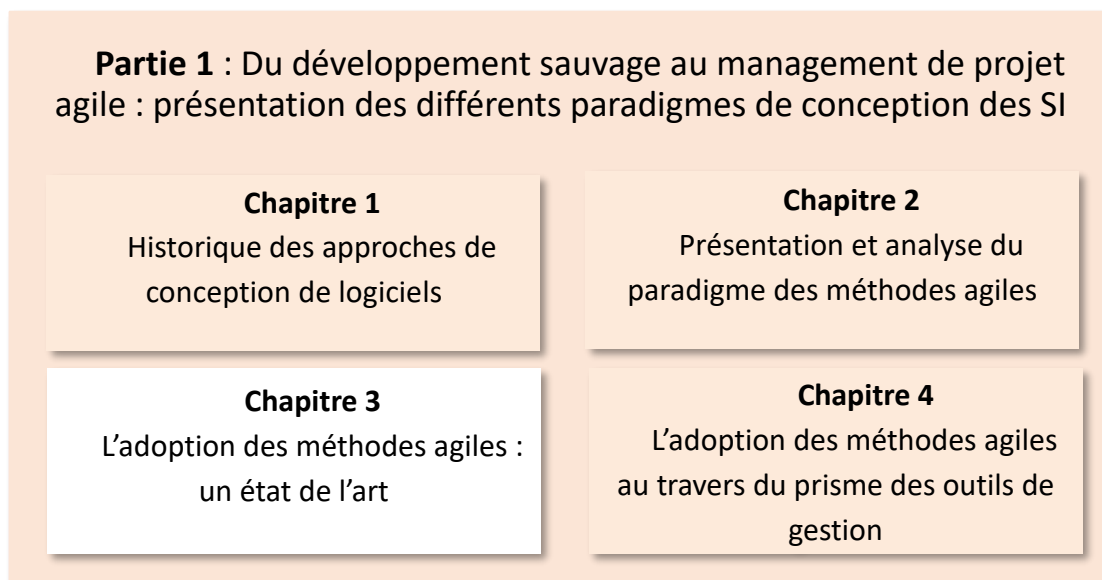 Partie 1 : Du développement sauvage au management de projet
agile : présentation des différents paradigmes de conception des SI
Chapitre 1
Historique des approches de
conception de logiciels
Chapitre 2
Présentation et analyse du
paradigme des méthodes agiles
Chapitre 3
L’adoption des méthodes agiles :
un état de l’art
Chapitre 4
L’adoption des méthodes agiles
au travers du prisme des outils de
gestion